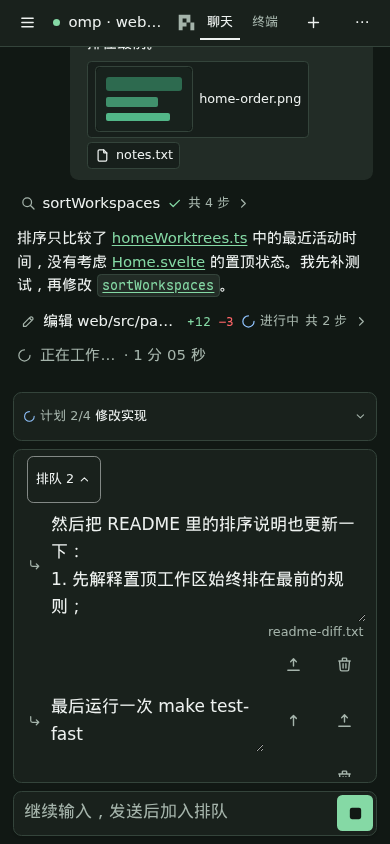 omp · web…
聊天
终端
home-order.png
notes.txt
sortWorkspaces 共 4 步
排序只比较了 homeWorktrees.ts 中的最近活动时
间，没有考虑 Home.svelte 的置顶状态。我先补测
试，再修改 sortWorkspaces。
编辑 web/src/pa… +12 −3 进行中 共 2 步
正在工作… · 1 分 05 秒
计划 2/4 修改实现
排队 2
然后把 README 里的排序说明也更新一
下：
1. 先解释置顶工作区始终排在最前的规
则；
readme-diff.txt
最后运行一次 make test-
fast
继续输入，发送后加入排队